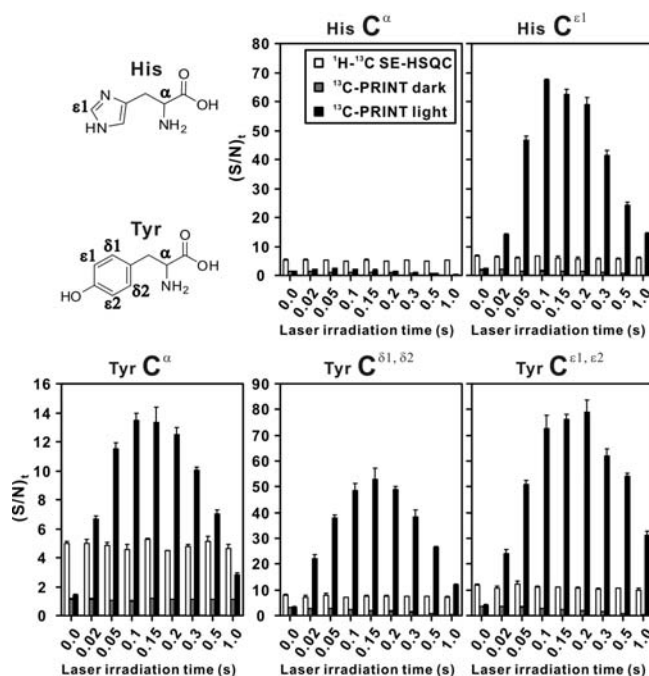 His C^α
His C^ε1
His
ε1
N
HN
α
O
OH
NH₂
¹H-¹³C SE-HSQC
¹³C-PRINT dark
¹³C-PRINT light
(S/N)t
80
70
60
50
40
30
20
10
0
0.0 0.02 0.05 0.1 0.15 0.2 0.3 0.5 1.0
0.0 0.02 0.05 0.1 0.15 0.2 0.3 0.5 1.0
Laser irradiation time (s)
Laser irradiation time (s)
Tyr
ε1
δ1
α
O
OH
HO
ε2
δ2
NH₂
Tyr C^α
Tyr C^δ1, δ2
Tyr C^ε1, ε2
(S/N)t
16
14
12
10
8
6
4
2
0
90
80
70
60
50
40
30
20
10
0
0.0 0.02 0.05 0.1 0.15 0.2 0.3 0.5 1.0
0.0 0.02 0.05 0.1 0.15 0.2 0.3 0.5 1.0
0.0 0.02 0.05 0.1 0.15 0.2 0.3 0.5 1.0
Laser irradiation time (s)
Laser irradiation time (s)
Laser irradiation time (s)